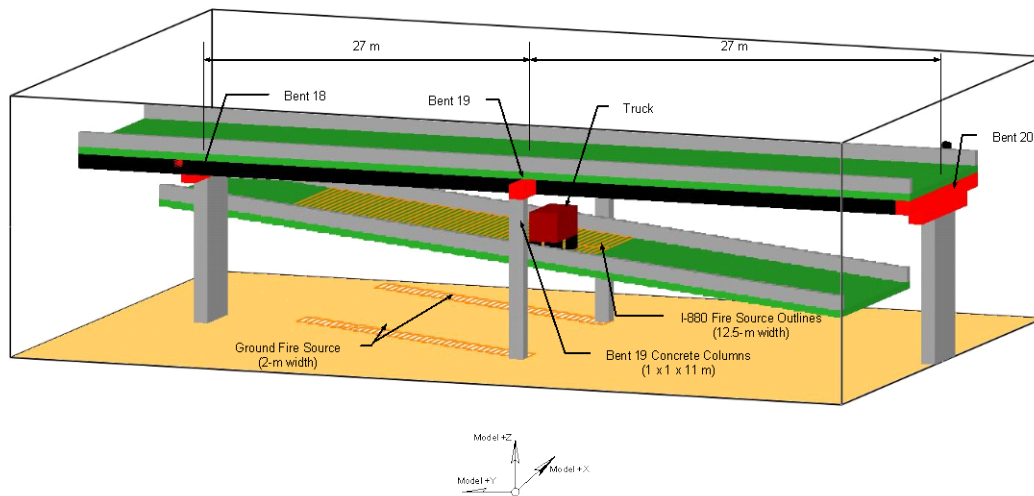 27 m
27 m
Bent 18
Bent 19
Truck
Bent 20
I-880 Fire Source Outlines
(12.5-m width)
Ground Fire Source
(2-m width)
Bent 19 Concrete Columns
(1 x 1 x 11 m)
Model +Z
Model +X
Model +Y